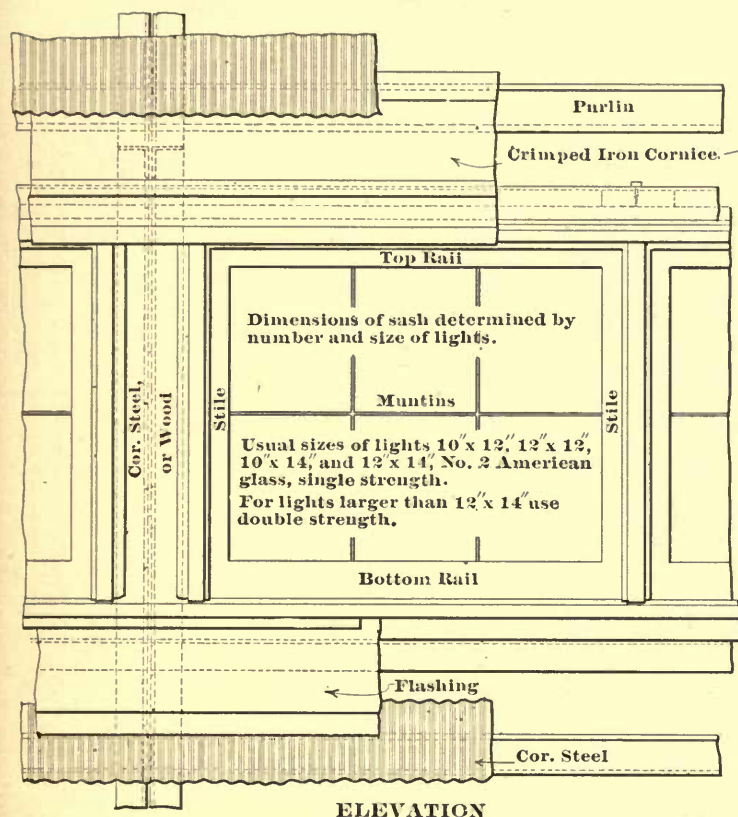 Purlin
Crimped Iron Cornice.
Top Rail
Dimensions of sash determined by
number and size of lights.
Cor. Steel,
or Wood
Stile
Muntins
Stile
Usual sizes of lights 10"x 12", 12"x 12",
10"x 14", and 12"x 14", No. 2 American
glass, single strength.
For lights larger than 12"x 14" use
double strength.
Bottom Rail
Flashing
Cor. Steel
ELEVATION